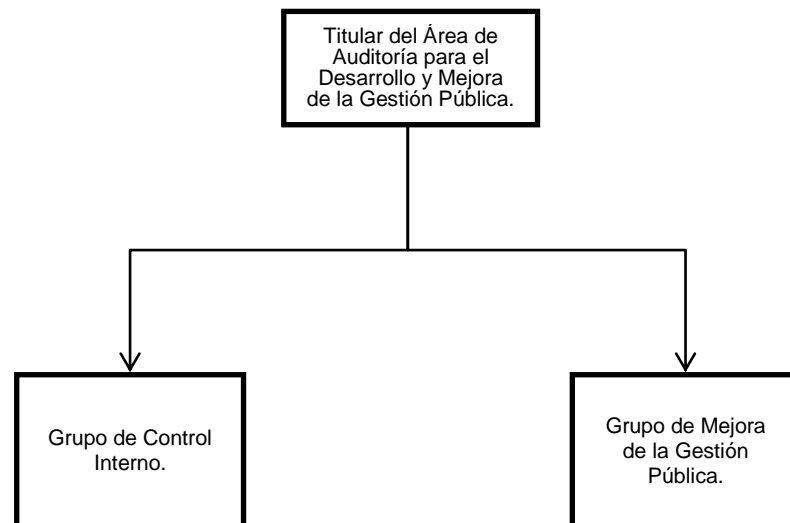 Titular del Área de
Auditoría para el
Desarrollo y Mejora
de la Gestión Pública.
Grupo de Control
Interno.
Grupo de Mejora
de la Gestión
Pública.